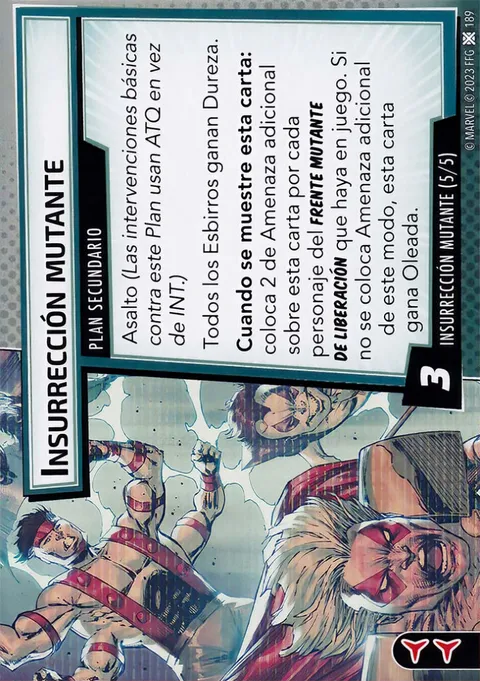 INSURRECCIÓN MUTANTE
PLAN SECUNDARIO
Asalto (Las intervenciones básicas
contra este Plan usan ATQ en vez
de INT.)
Todos los Esbirros ganan Dureza.
Cuando se muestre esta carta:
coloca 2 de Amenaza adicional
sobre esta carta por cada
personaje del FRENTE MUTANTE
DE LIBERACIÓN que haya en juego. Si
no se coloca Amenaza adicional
de este modo, esta carta
gana Oleada.
3
INSURRECCIÓN MUTANTE (5/5)
© MARVEL © 2023 FFG 189